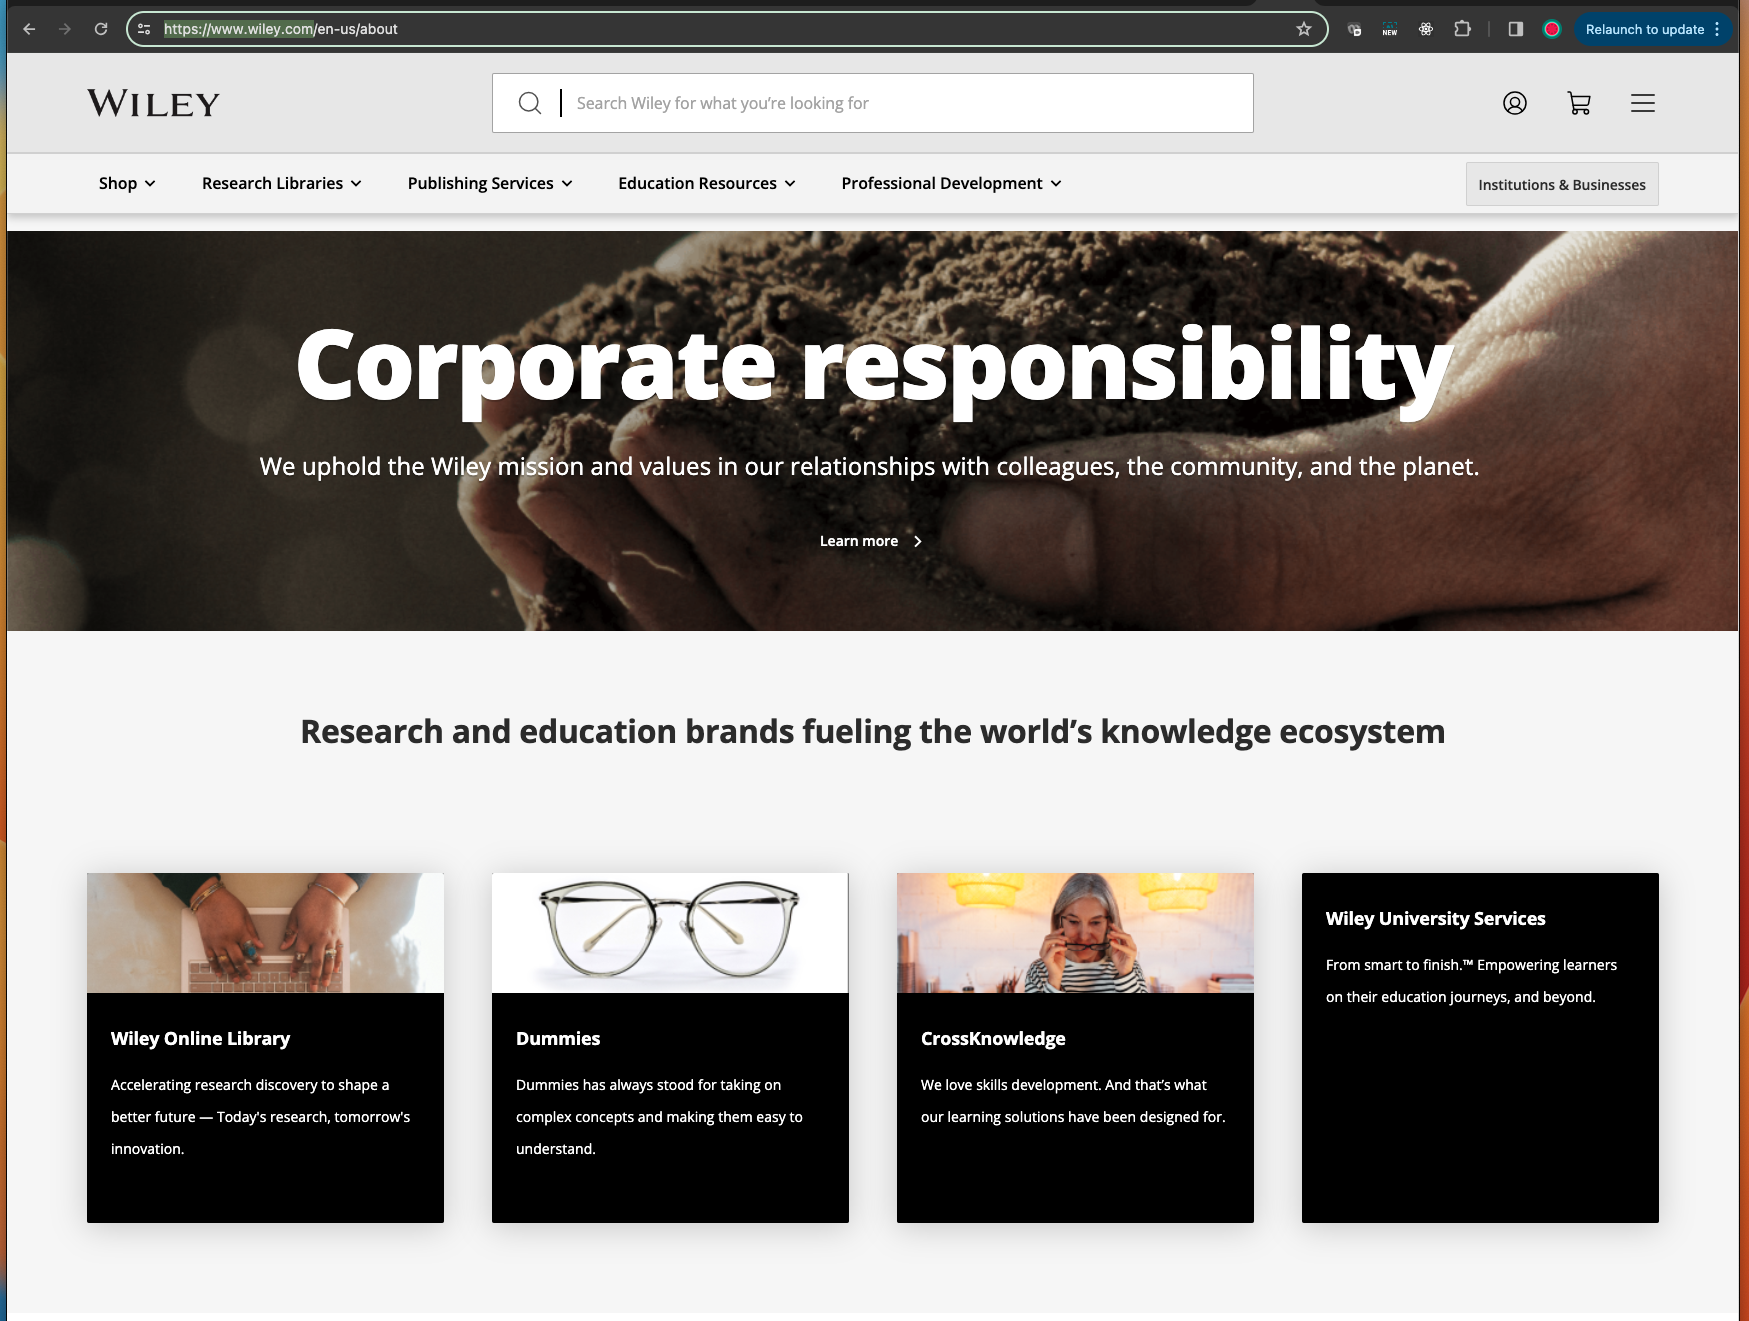 https://www.wiley.com/en-us/about
NEW
Relaunch to update
WILEY
Search Wiley for what you’re looking for
Shop
Research Libraries
Publishing Services
Education Resources
Professional Development
Institutions & Businesses
Corporate responsibility
We uphold the Wiley mission and values in our relationships with colleagues, the community, and the planet.
Learn more
Research and education brands fueling the world’s knowledge ecosystem
Wiley Online Library
Accelerating research discovery to shape a
better future — Today's research, tomorrow's
innovation.
Dummies
Dummies has always stood for taking on
complex concepts and making them easy to
understand.
CrossKnowledge
We love skills development. And that’s what
our learning solutions have been designed for.
Wiley University Services
From smart to finish.™ Empowering learners
on their education journeys, and beyond.